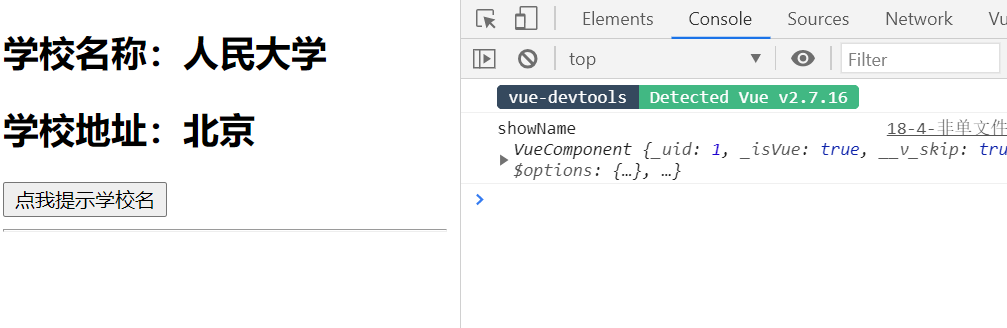 学校名称：人民大学
学校地址：北京
点我提示学校名
Elements Console Sources Network Vu
top Filter
vue-devtools Detected Vue v2.7.16
showName 18-4-非单文件
VueComponent {_uid: 1, _isVue: true, __v_skip: tru
$options: {…}, …}